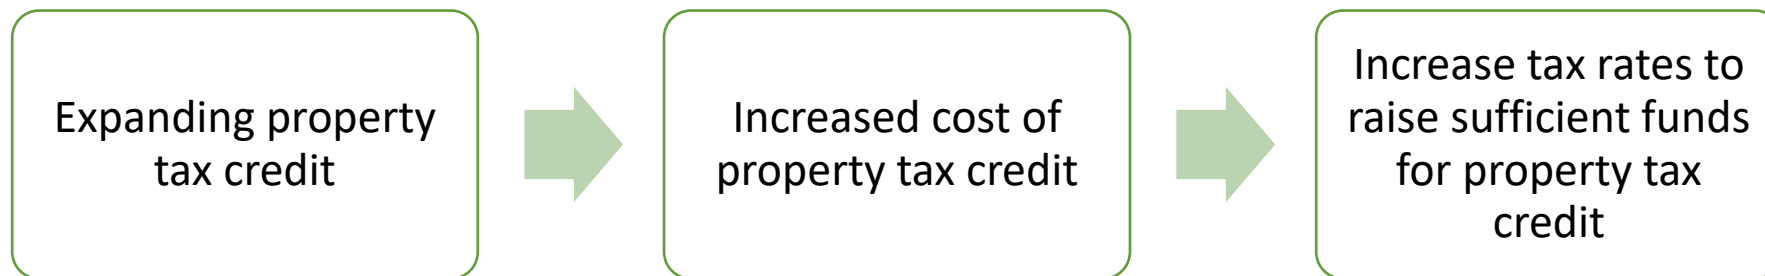 Expanding property
tax credit
Increased cost of
property tax credit
Increase tax rates to
raise sufficient funds
for property tax
credit